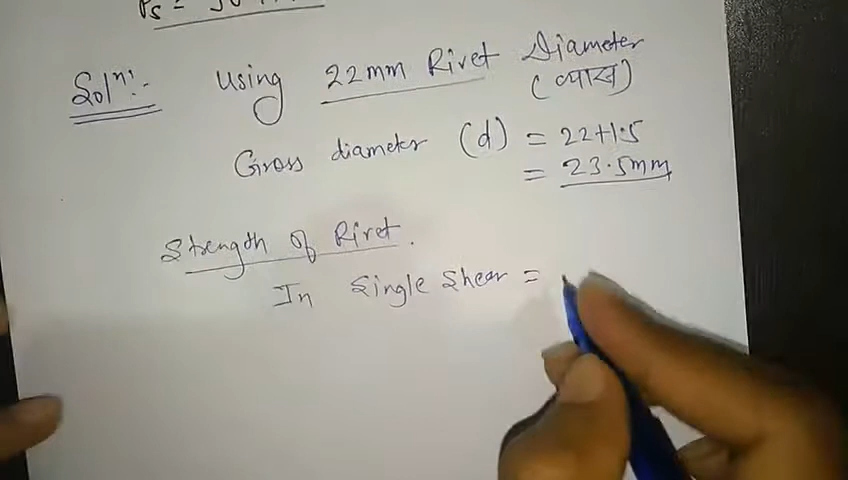 Solⁿ:- Using 22mm Rivet Diameter
(व्याख)
Gross diameter (d) = 22+1.5
= 23.5mm
Strength of Rivet.
In Single Shear =